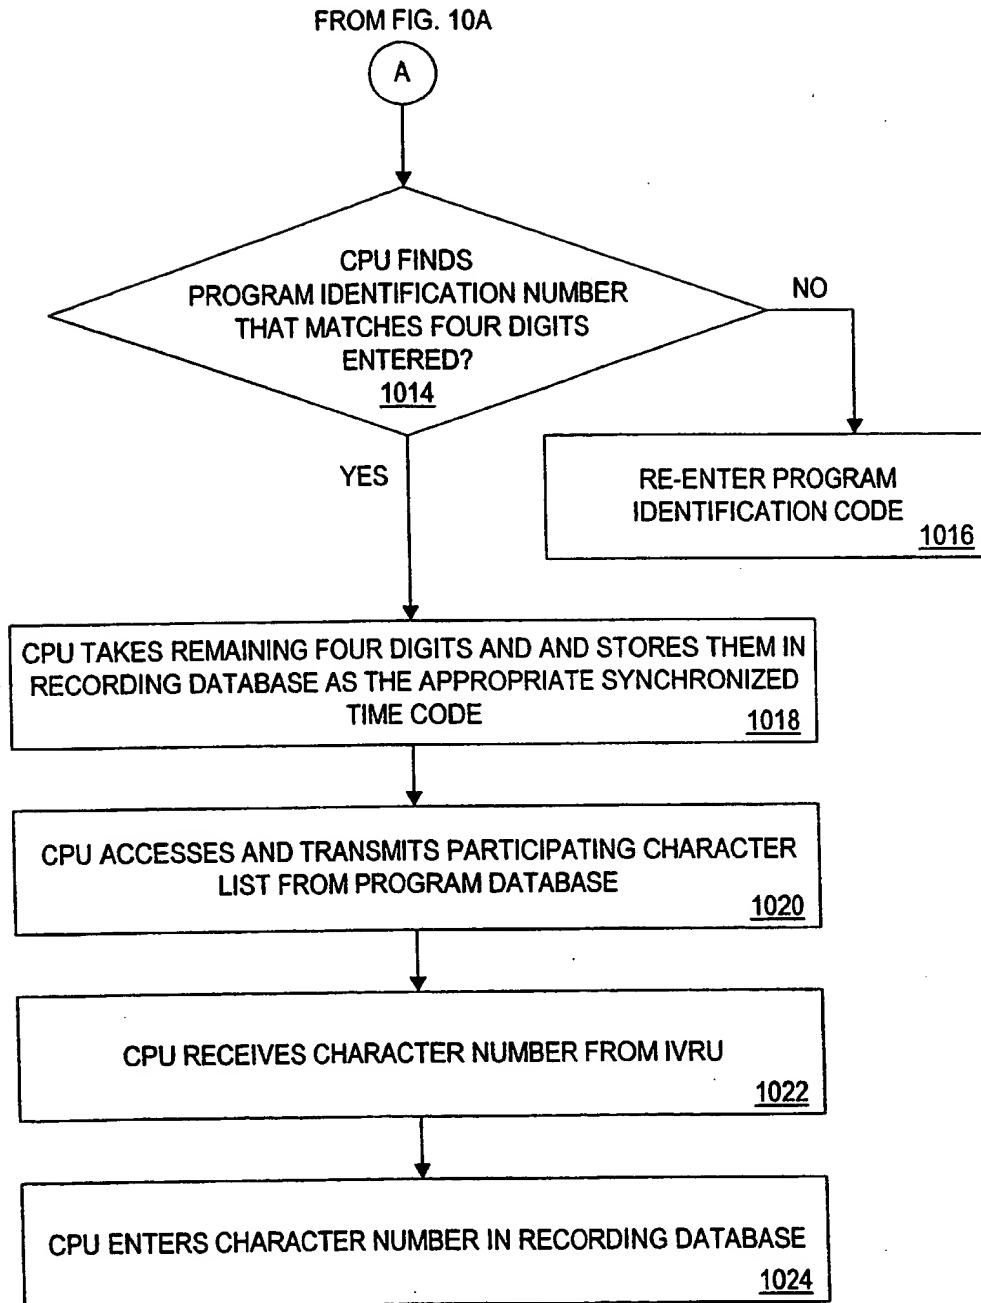 FROM FIG. 10A
A
CPU FINDS
PROGRAM IDENTIFICATION NUMBER
THAT MATCHES FOUR DIGITS
ENTERED?
1014
NO
YES
RE-ENTER PROGRAM
IDENTIFICATION CODE
1016
CPU TAKES REMAINING FOUR DIGITS AND AND STORES THEM IN
RECORDING DATABASE AS THE APPROPRIATE SYNCHRONIZED
TIME CODE
1018
CPU ACCESSES AND TRANSMITS PARTICIPATING CHARACTER
LIST FROM PROGRAM DATABASE
1020
CPU RECEIVES CHARACTER NUMBER FROM IVRU
1022
CPU ENTERS CHARACTER NUMBER IN RECORDING DATABASE
1024